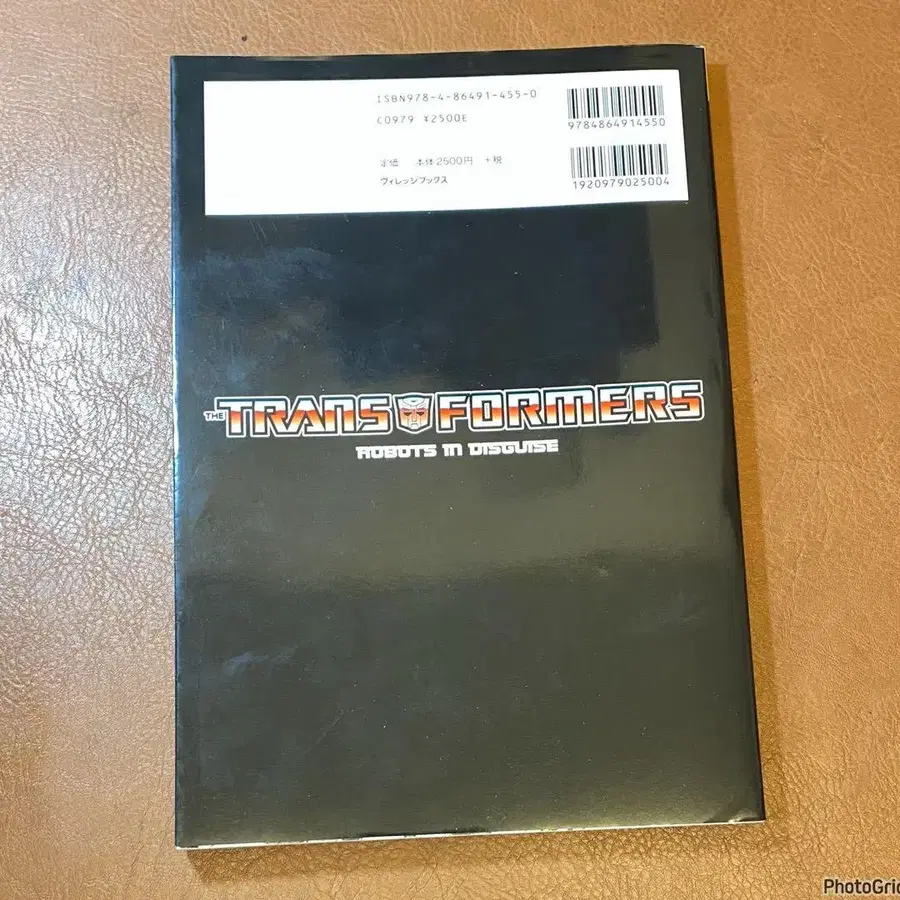 ISBN978-4-86491-455-0
C0979 ¥2500E
9784864914550
定価 本体2500円 +税
ヴィレッジブックス
1920979025004
THE TRANSFORMERS
ROBOTS IN DISGUISE
PhotoGrid